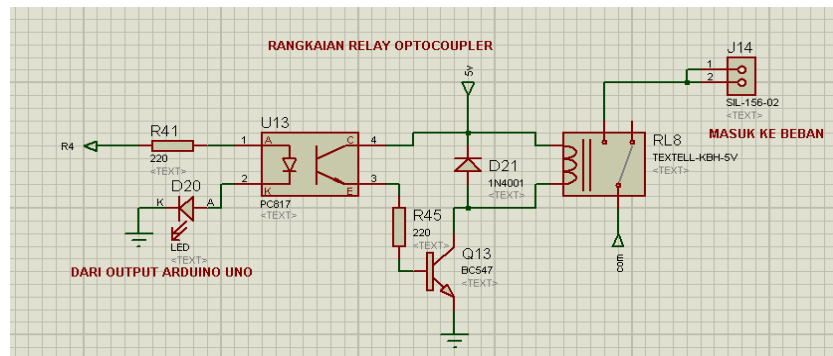 RANGKAIAN RELAY OPTOCOUPLER
5v
J14
1
2
SIL-156-02
<TEXT>
MASUK KE BEBAN
R4
R41
220
<TEXT>
U13
1
A
C
4
2
K
E
3
PC817
<TEXT>
D20
K
A
LED
<TEXT>
DARI OUTPUT ARDUINO UNO
R45
220
<TEXT>
D21
1N4001
<TEXT>
Q13
BC547
<TEXT>
RL8
TEXTELL-KBH-5V
<TEXT>
com